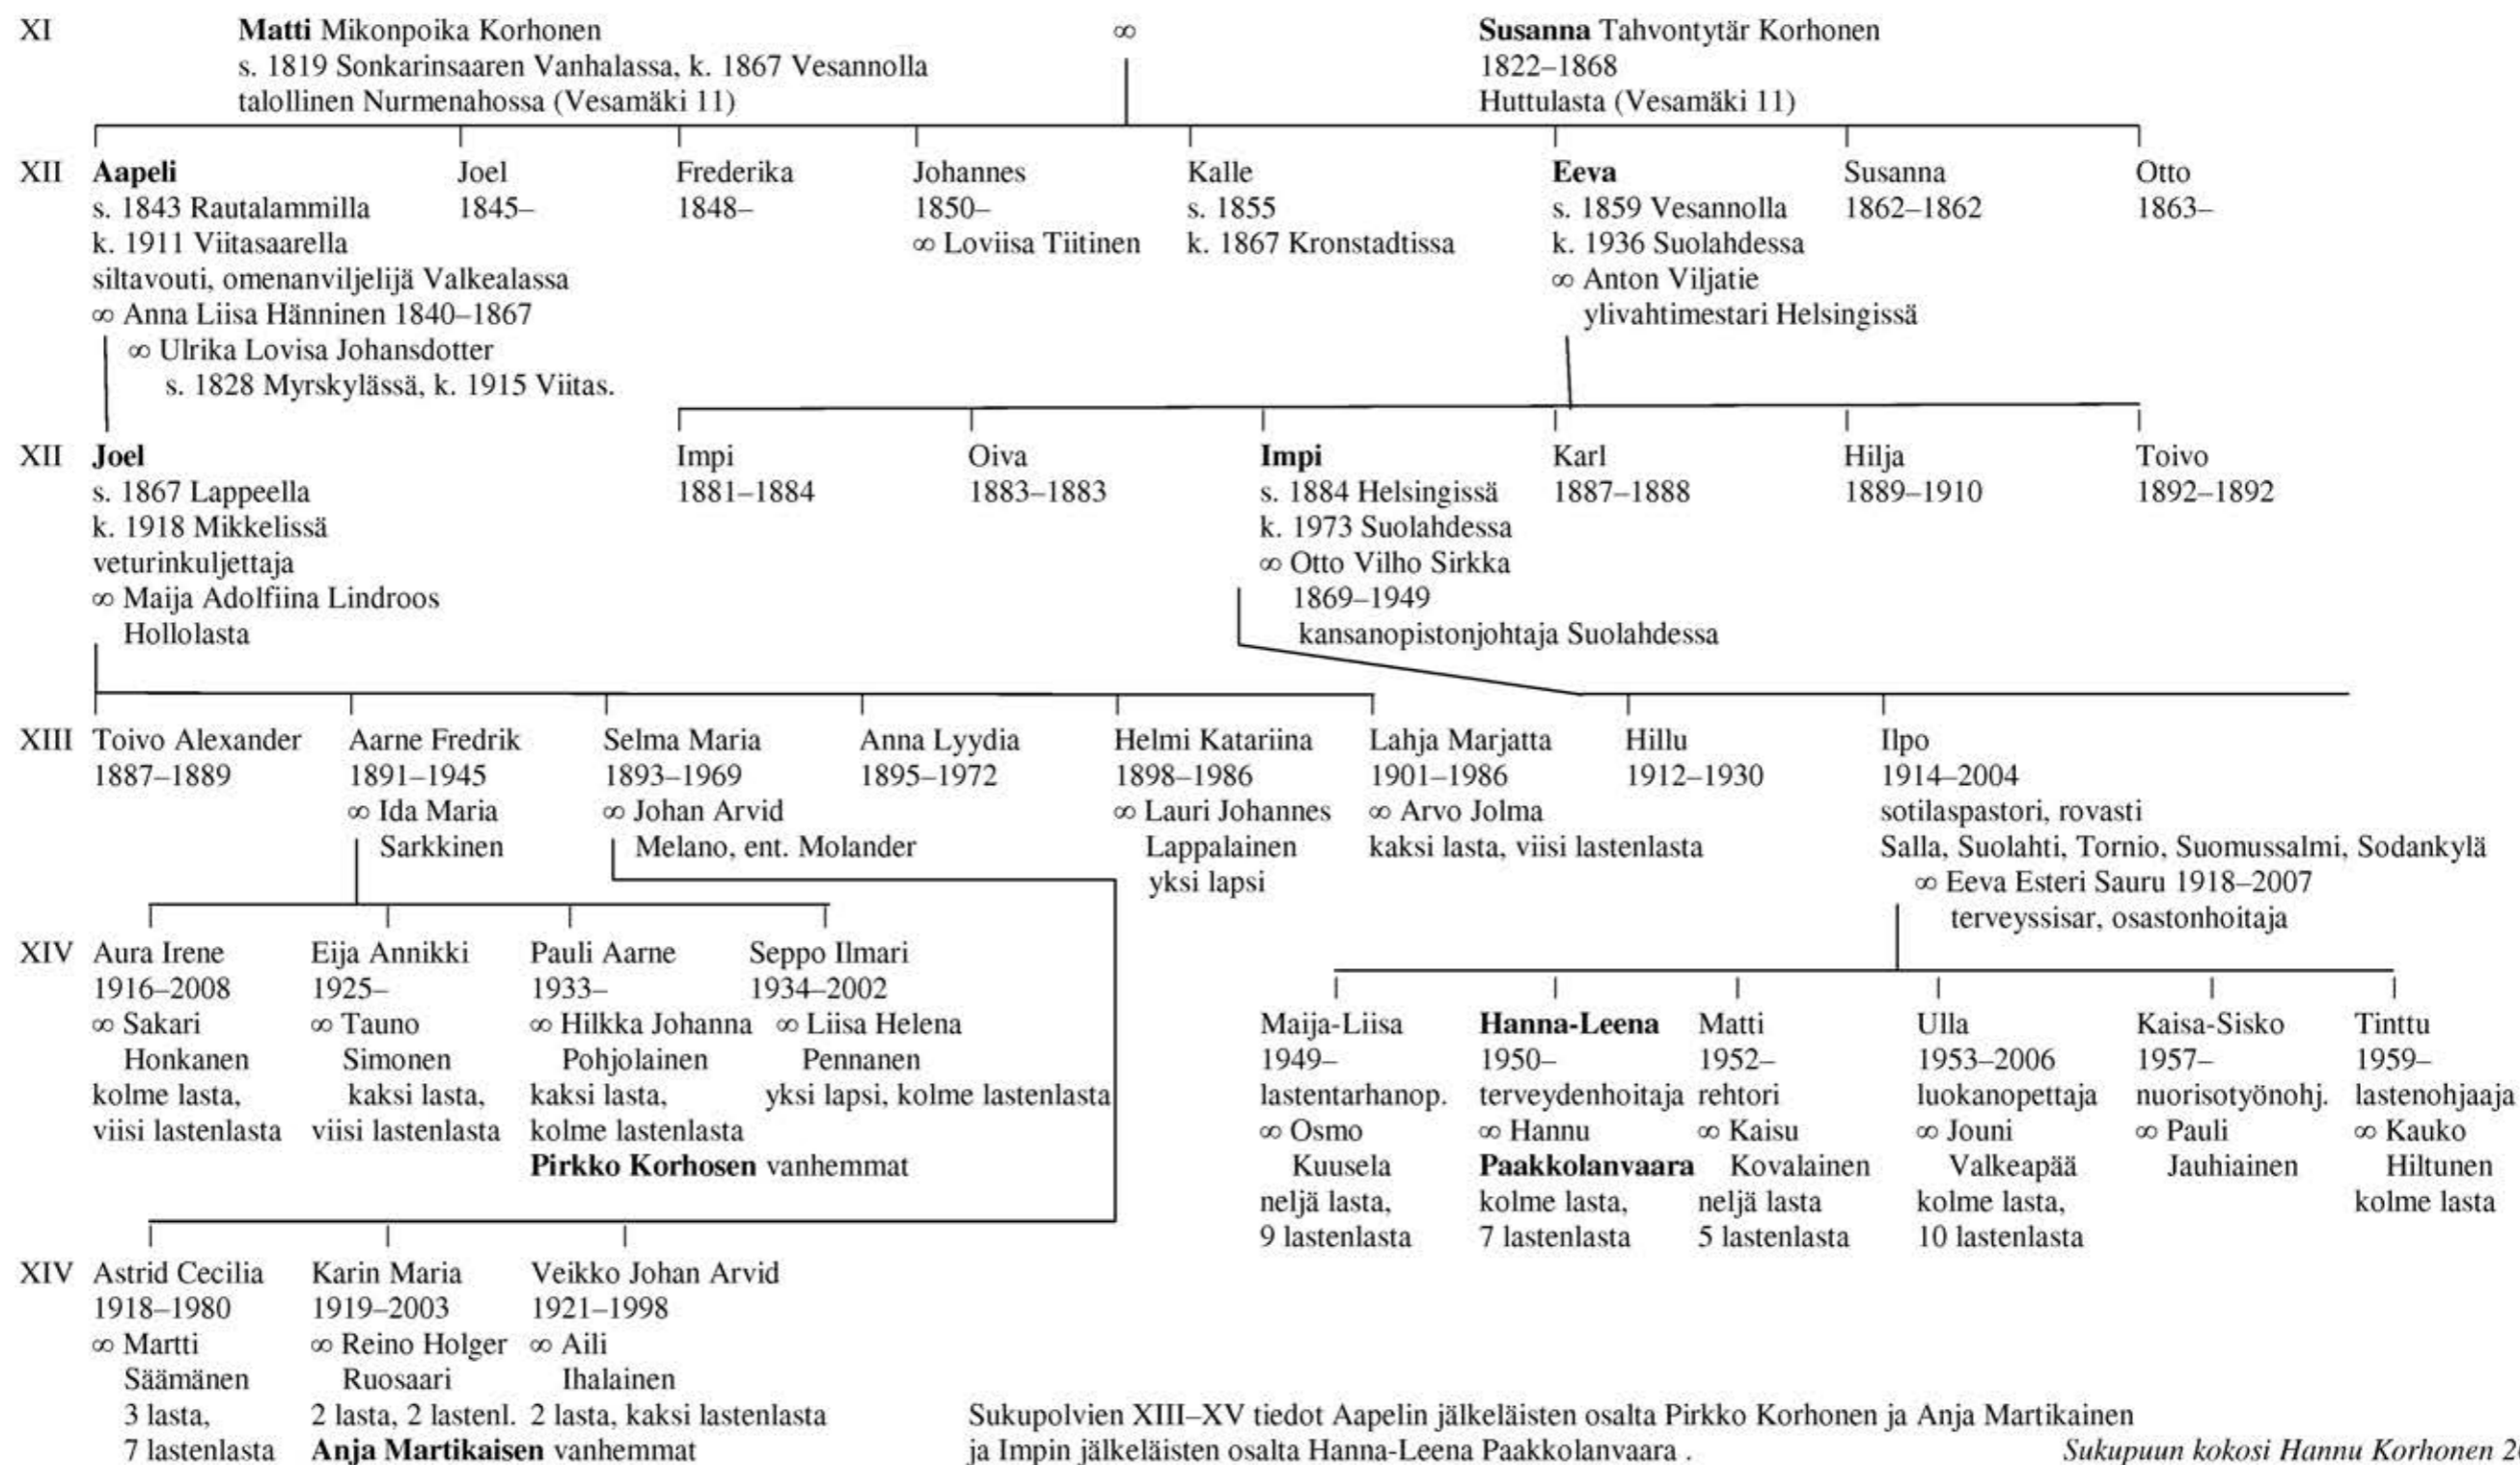 XI Matti Mikonpoika Korhonen ∞ Susanna Tahvontytär Korhonen
s. 1819 Sonkarinsaaren Vanhalassa, k. 1867 Vesannolla 1822–1868
talollinen Nurmenahossa (Vesamäki 11) Huttulasta (Vesamäki 11)
XII Aapeli Joel Frederika Johannes Kalle Eeva Susanna Otto
s. 1843 Rautalammilla 1845– 1848– 1850– s. 1855 s. 1859 Vesannolla 1862–1862 1863–
k. 1911 Viitasaarella ∞ Loviisa Tiitinen k. 1867 Kronstadtissa k. 1936 Suolahdessa
siltavouti, omenanviljelijä Valkealassa ∞ Anton Viljatie
∞ Anna Liisa Hänninen 1840–1867 ylivahtimestari Helsingissä
∞ Ulrika Lovisa Johansdotter
s. 1828 Myrskylässä, k. 1915 Viitas.
XII Joel Impi Oiva Impi Karl Hilja Toivo
s. 1867 Lappeella 1881–1884 1883–1883 s. 1884 Helsingissä 1887–1888 1889–1910 1892–1892
k. 1918 Mikkelissä k. 1973 Suolahdessa
veturinkuljettaja ∞ Otto Vilho Sirkka
∞ Maija Adolfiina Lindroos 1869–1949
Hollolasta kansanopistonjohtaja Suolahdessa
XIII Toivo Alexander Aarne Fredrik Selma Maria Anna Lyydia Helmi Katariina Lahja Marjatta Hillu Ilpo
1887–1889 1891–1945 1893–1969 1895–1972 1898–1986 1901–1986 1912–1930 1914–2004
∞ Ida Maria ∞ Johan Arvid ∞ Lauri Johannes ∞ Arvo Jolma sotilaspastori, rovasti
Sarkkinen Melano, ent. Molander Lappalainen kaksi lasta, viisi lastenlasta Salla, Suolahti, Tornio, Suomussalmi, Sodankylä
yksi lapsi ∞ Eeva Esteri Sauru 1918–2007
terveyssisar, osastonhoitaja
XIV Aura Irene Eija Annikki Pauli Aarne Seppo Ilmari
1916–2008 1925– 1933– 1934–2002
∞ Sakari ∞ Tauno ∞ Hilkka Johanna ∞ Liisa Helena Maija-Liisa Hanna-Leena Matti Ulla Kaisa-Sisko Tinttu
Honkanen Simonen Pohjolainen Pennanen 1949– 1950– 1952– 1953–2006 1957– 1959–
kolme lasta, kaksi lasta, kaksi lasta, yksi lapsi, kolme lastenlasta lastentarhanop. terveydenhoitaja rehtori luokanopettaja nuorisotyönohj. lastenohjaaja
viisi lastenlasta viisi lastenlasta kolme lastenlasta ∞ Osmo ∞ Hannu ∞ Kaisu ∞ Jouni ∞ Pauli ∞ Kauko
Pirkko Korhosen vanhemmat Kuusela Paakkolanvaara Kovalainen Valkeapää Jauhiainen Hiltunen
neljä lasta, kolme lasta, neljä lasta kolme lasta, kolme lasta
9 lastenlasta 7 lastenlasta 5 lastenlasta 10 lastenlasta
XIV Astrid Cecilia Karin Maria Veikko Johan Arvid
1918–1980 1919–2003 1921–1998
∞ Martti ∞ Reino Holger ∞ Aili
Säämänen Ruosaari Ihalainen
3 lasta, 2 lasta, 2 lastenl. 2 lasta, kaksi lastenlasta Sukupolvien XIII–XV tiedot Aapelin jälkeläisten osalta Pirkko Korhonen ja Anja Martikainen
7 lastenlasta Anja Martikaisen vanhemmat ja Impin jälkeläisten osalta Hanna-Leena Paakkolanvaara . Sukupuun kokosi Hannu Korhonen